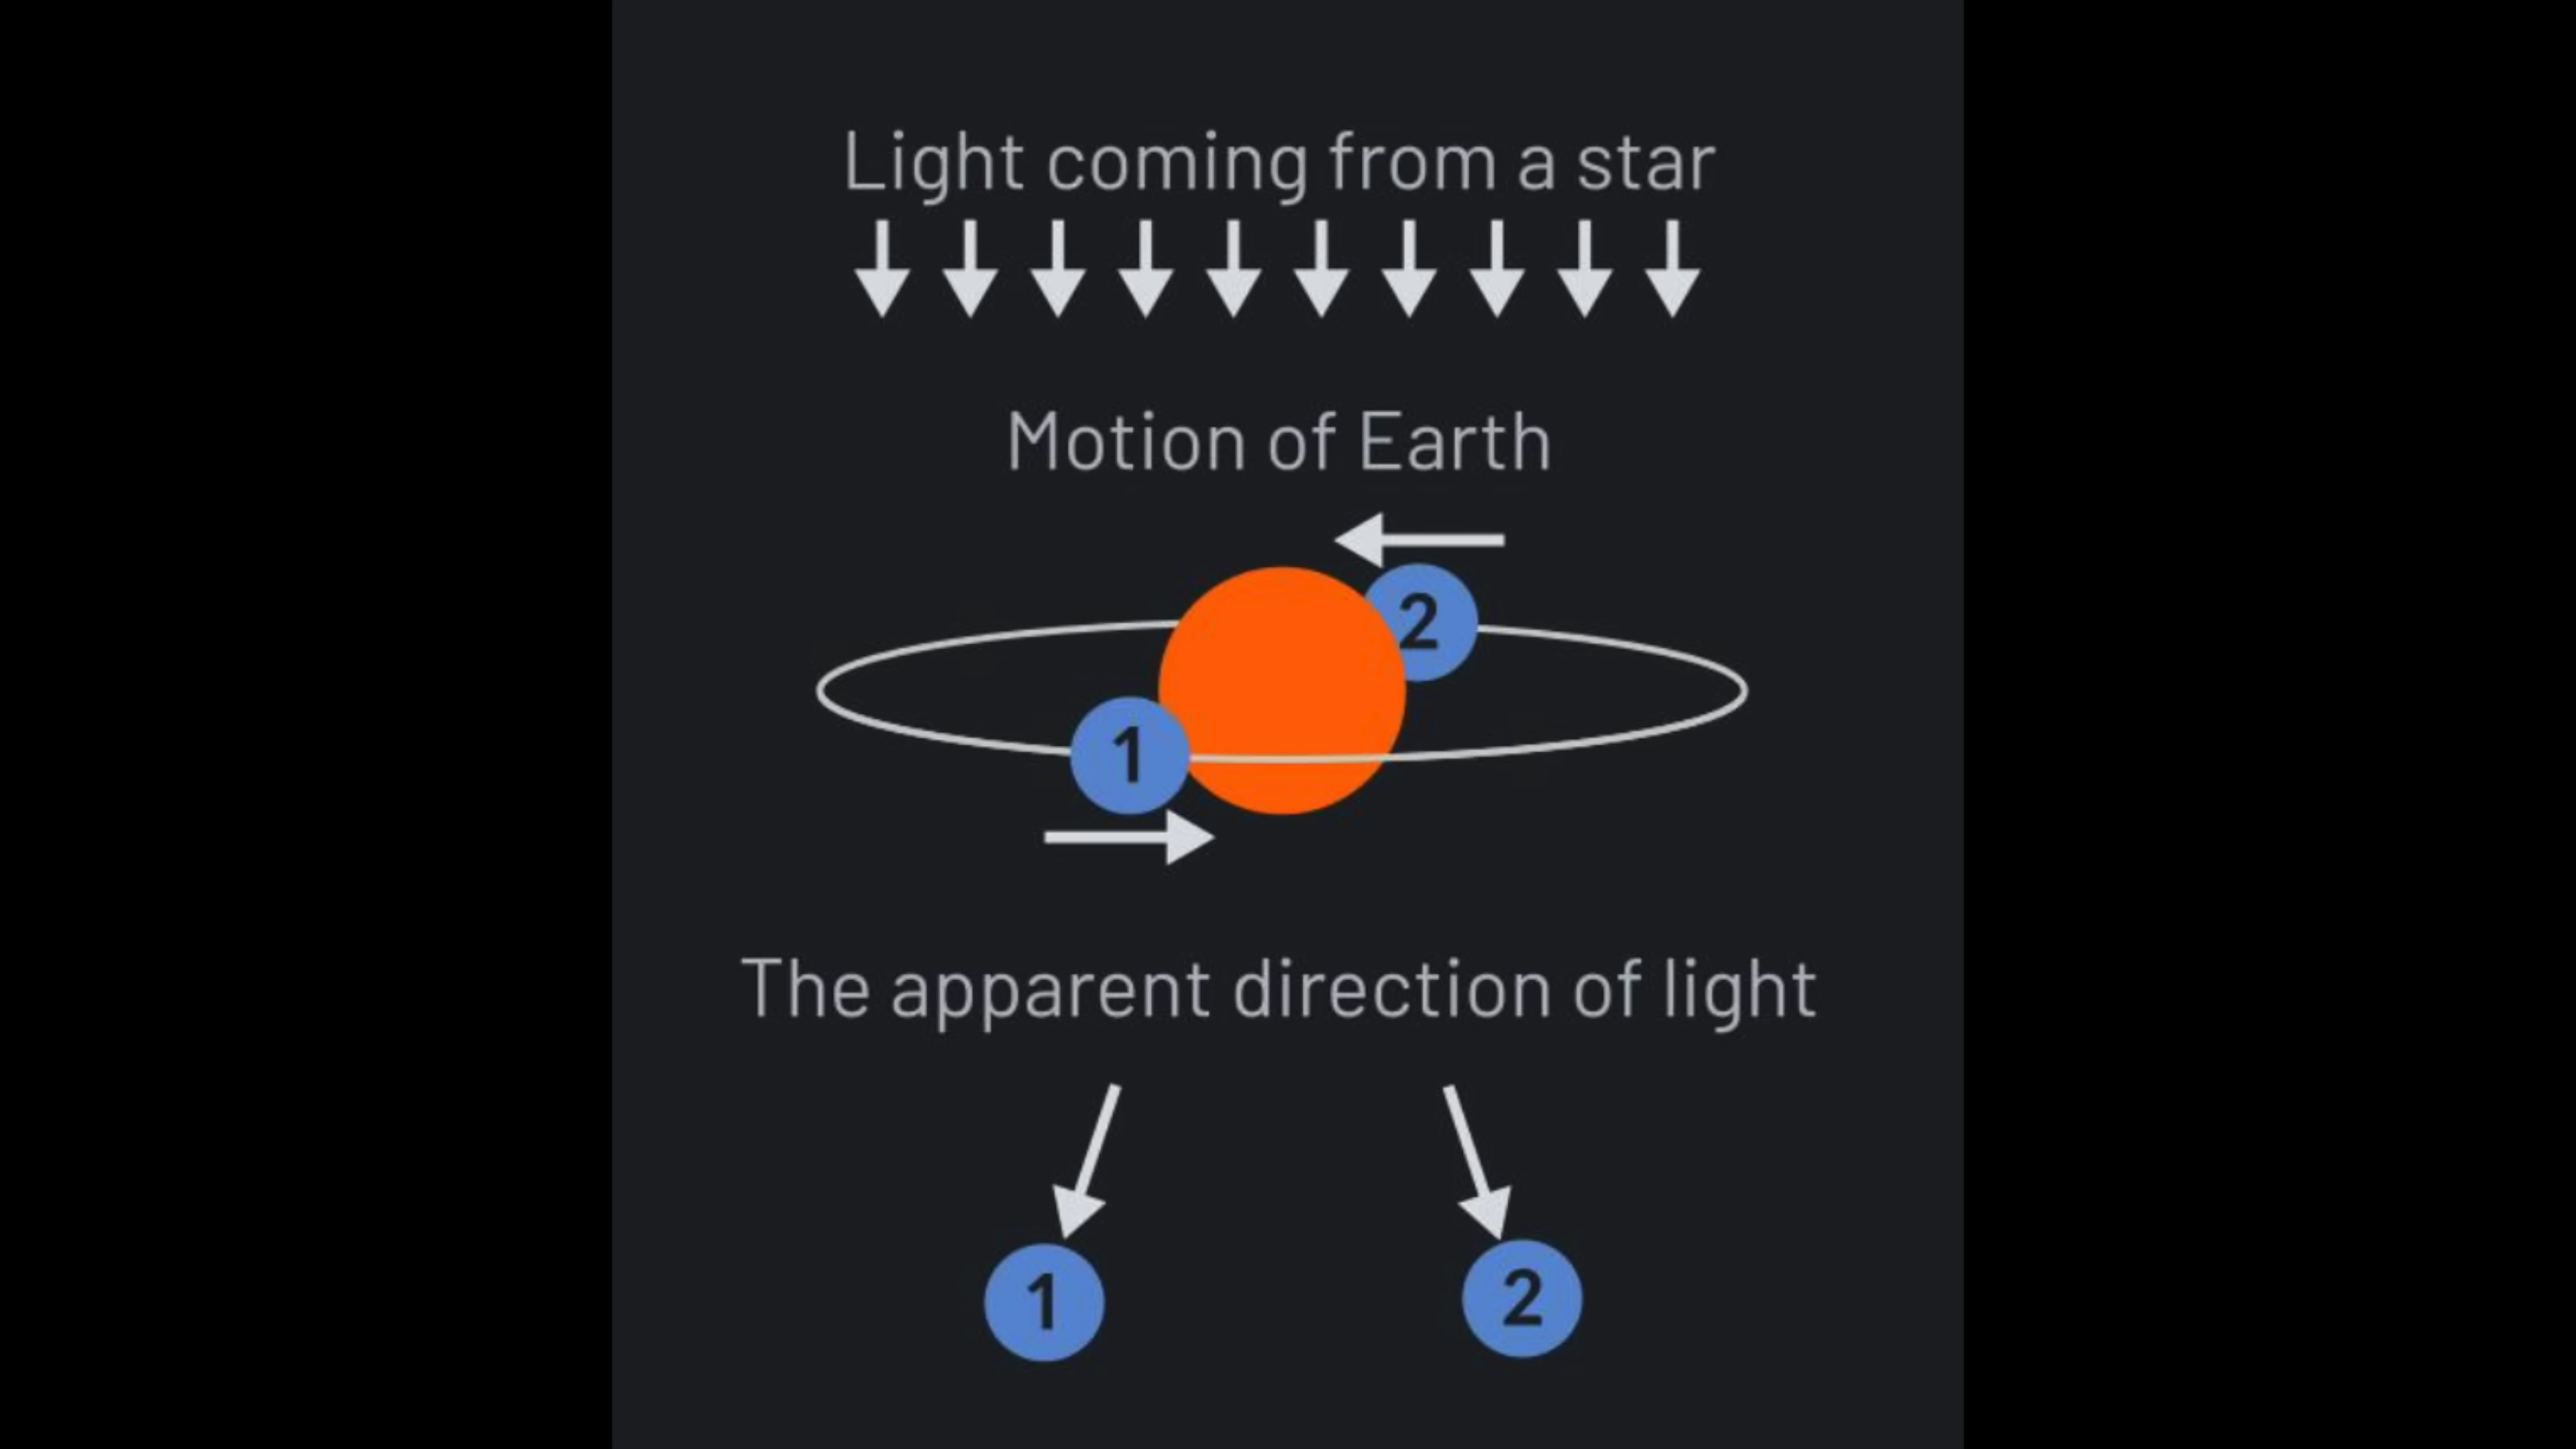 Light coming from a star
Motion of Earth
2
1
The apparent direction of light
1
2